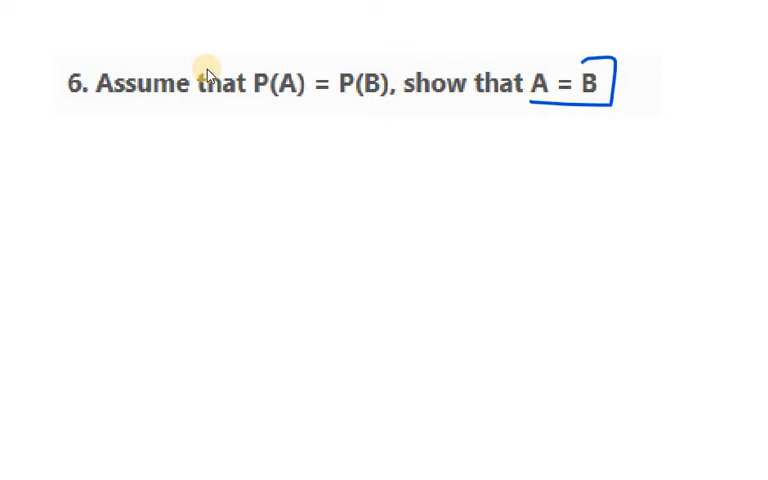 6. Assume that P(A) = P(B), show that A = B